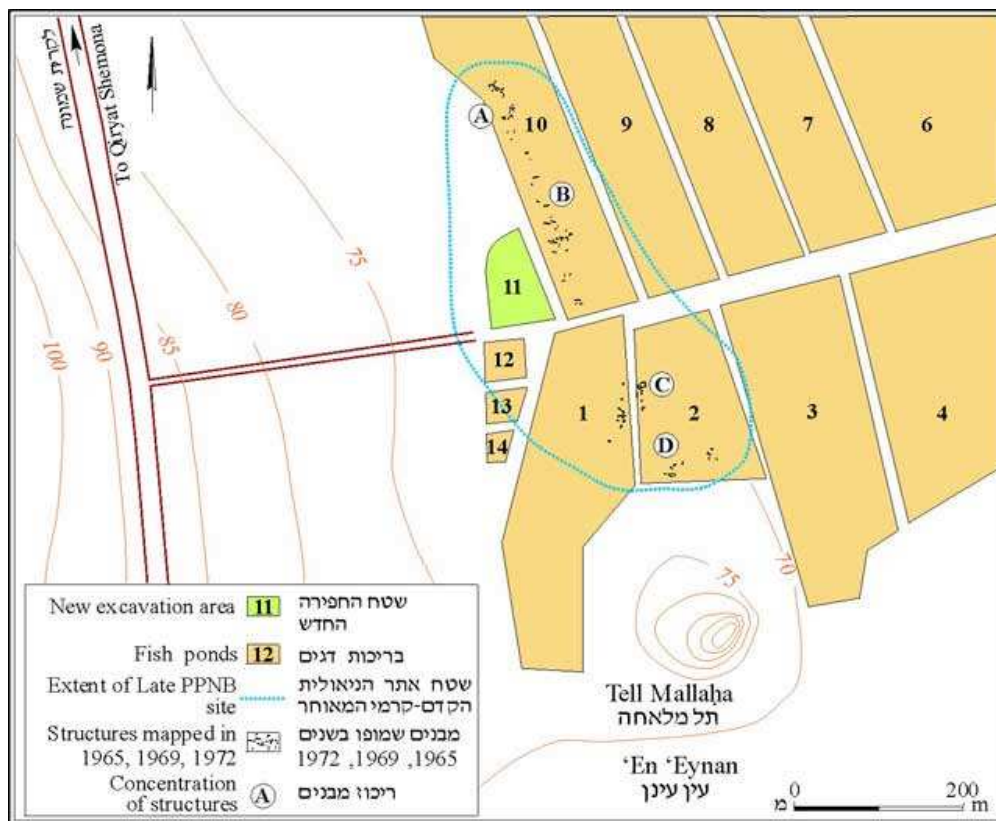 לקרית שמונה
To Qryat Shemona
A
10
9
8
7
6
B
75
80
85
90
100
11
12
13
14
1
C
2
D
3
4
70
75
Tell Mallaḥa
תל מלאחה
‘En ‘Eynan
עין עינן
0 200
מ m
New excavation area 11 שטח החפירה
החדש
Fish ponds 12 בריכות דגים
Extent of Late PPNB שטח אתר הניאולית
site הקדם-קרמי המאוחר
Structures mapped in מבנים שמופו בשנים
1965, 1969, 1972 1965, 1969, 1972
Concentration
of structures A ריכוז מבנים